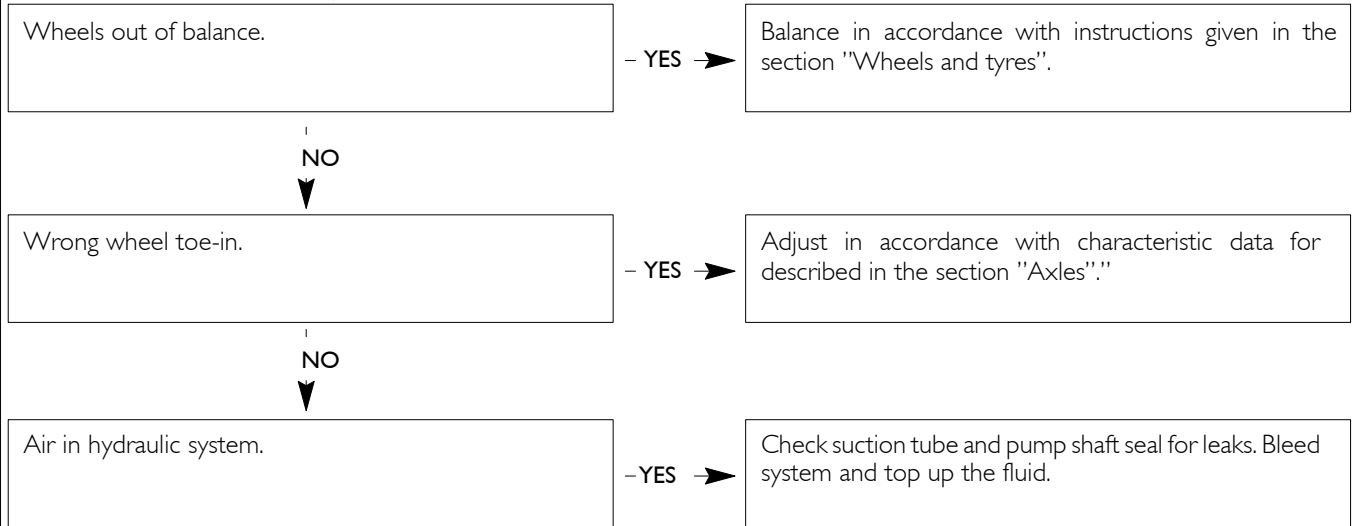 Wheels out of balance.
YES
Balance in accordance with instructions given in the
section ”Wheels and tyres”.
NO
Wrong wheel toe-in.
YES
Adjust in accordance with characteristic data for
described in the section ”Axles”.”
NO
Air in hydraulic system.
YES
Check suction tube and pump shaft seal for leaks. Bleed
system and top up the fluid.